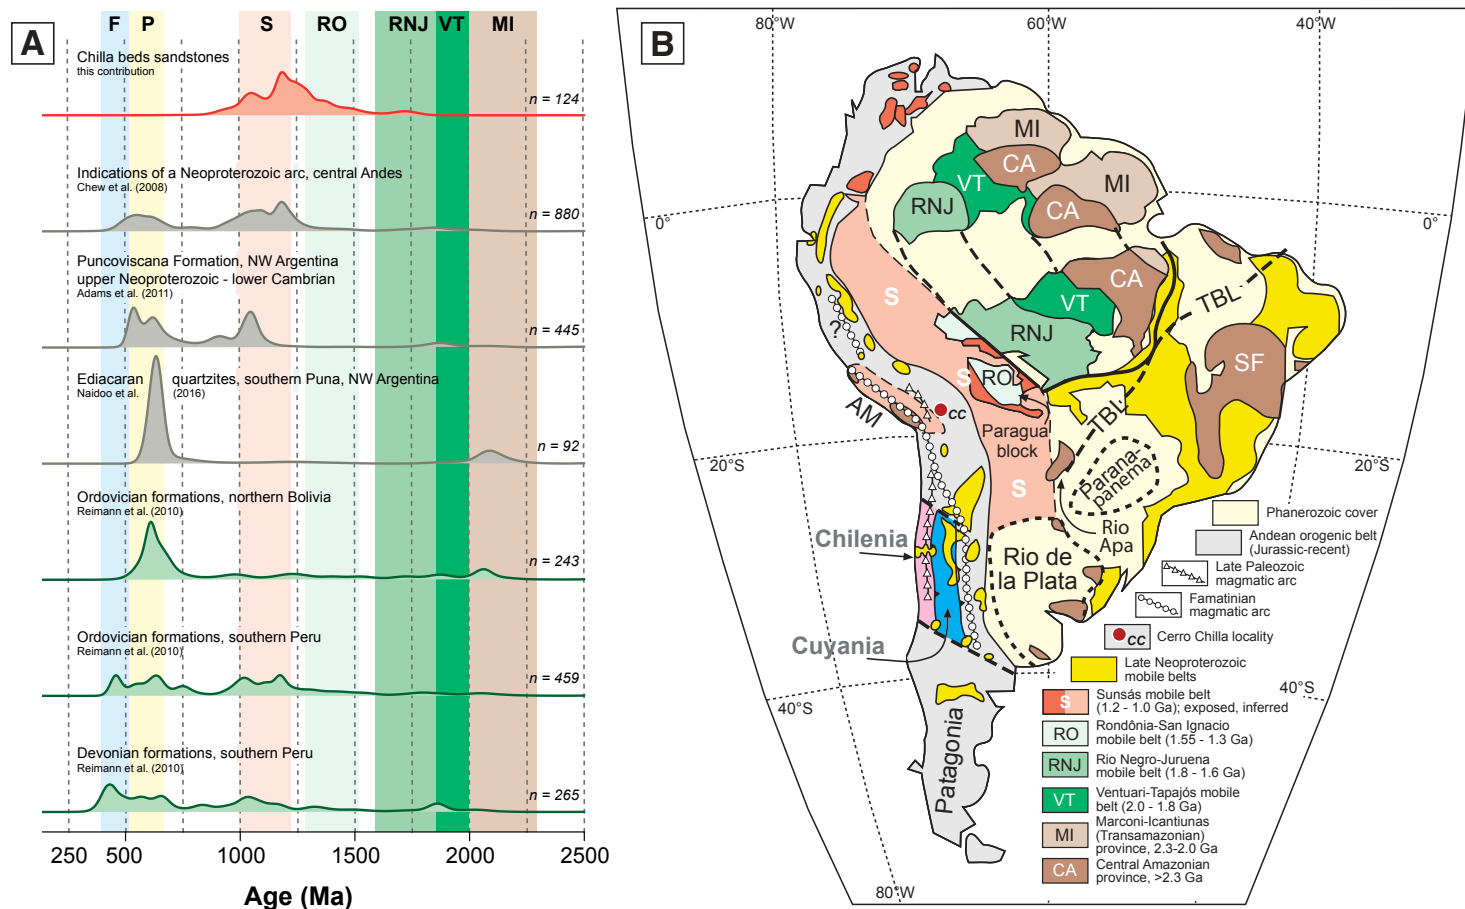 A
F P S RO RNJ VT MI
Chilla beds sandstones
this contribution
n = 124
Indications of a Neoproterozoic arc, central Andes
Chew et al. (2008)
n = 880
Puncoviscana Formation, NW Argentina
upper Neoproterozoic - lower Cambrian
Adams et al. (2011)
n = 445
Ediacaran quartzites, southern Puna, NW Argentina
Naidoo et al. (2016)
n = 92
Ordovician formations, northern Bolivia
Reimann et al. (2010)
n = 243
Ordovician formations, southern Peru
Reimann et al. (2010)
n = 459
Devonian formations, southern Peru
Reimann et al. (2010)
n = 265
250 500 1000 1500 2000 2500
Age (Ma)
B
80°W 60°W 40°W
MI
CA
VT
MI
RNJ
CA
0°
0°
CA
S
VT
TBL
RNJ
?
SF
S
RO
AM
cc
TBL
Paragua
block
20°S
20°S
Parana-
panema
S
Rio
Apa
Chilenia
Rio de
la Plata
Cuyania
40°S
40°S
Patagonia
80°W
Phanerozoic cover
Andean orogenic belt
(Jurassic-recent)
Late Paleozoic
magmatic arc
Famatinian
magmatic arc
cc Cerro Chilla locality
Late Neoproterozoic
mobile belts
S Sunsás mobile belt
(1.2 - 1.0 Ga); exposed, inferred
RO Rondônia-San Ignacio
mobile belt (1.55 - 1.3 Ga)
RNJ Rio Negro-Juruena
mobile belt (1.8 - 1.6 Ga)
VT Ventuari-Tapajós mobile
belt (2.0 - 1.8 Ga)
MI Marconi-Icantiunas
(Transamazonian)
province, 2.3-2.0 Ga
CA Central Amazonian
province, >2.3 Ga